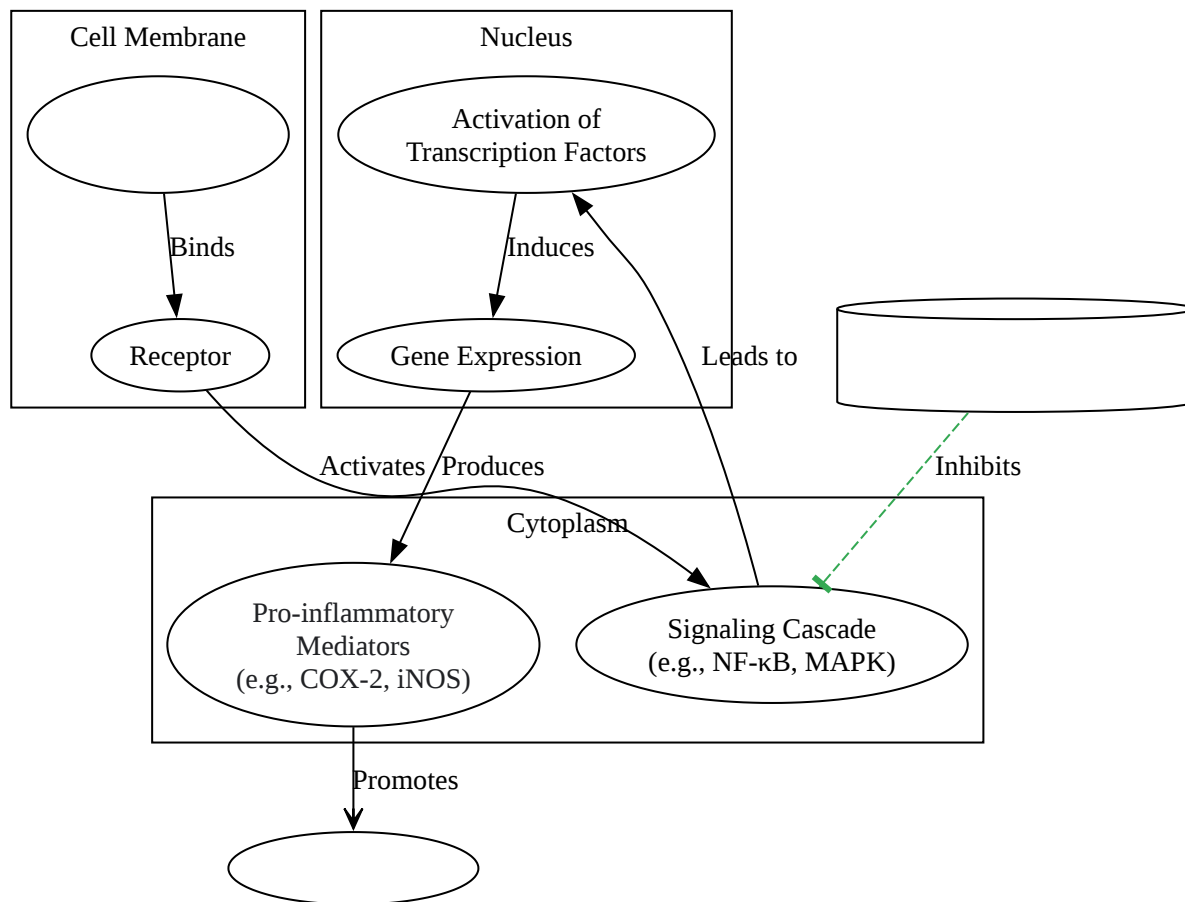 Cell Membrane
Nucleus
Activation of
Transcription Factors
Binds
Induces
Receptor
Gene Expression
Leads to
Activates
Produces
Inhibits
Cytoplasm
Pro-inflammatory
Mediators
(e.g., COX-2, iNOS)
Signaling Cascade
(e.g., NF-κB, MAPK)
Promotes